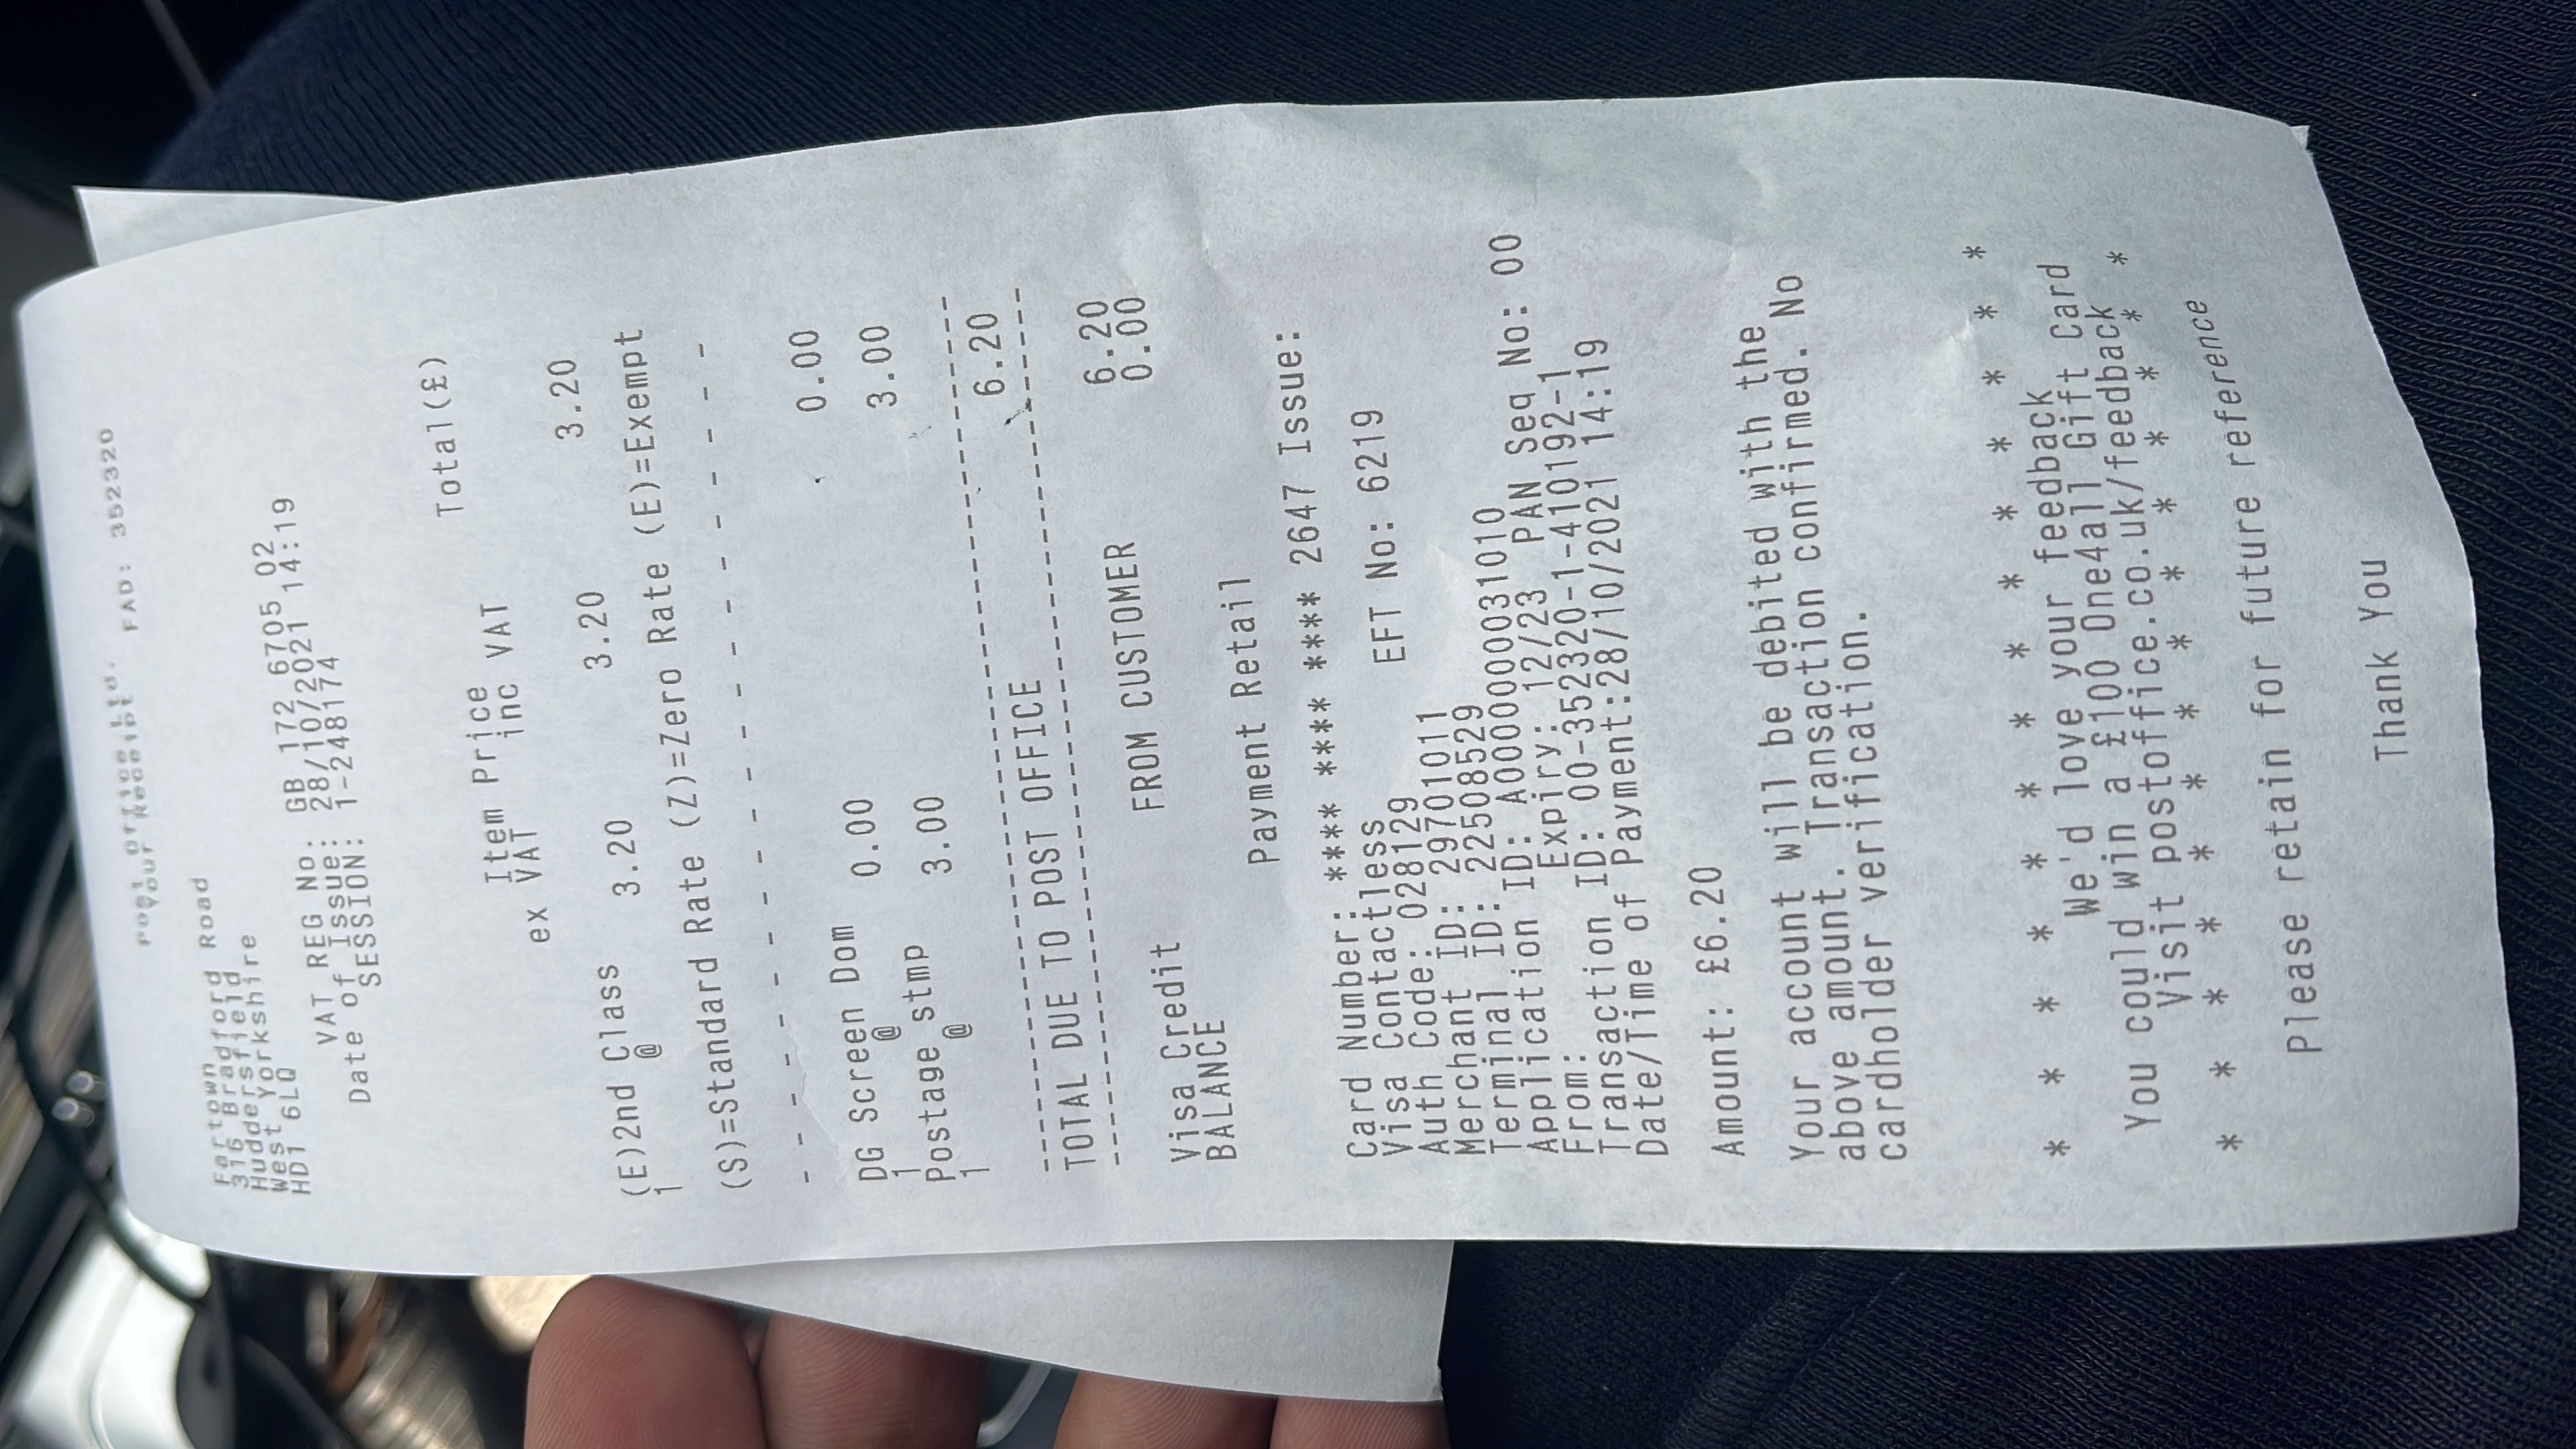 Post Office Ltd.
Your Receipt
FAD: 352320
Fartown
316 Bradford Road
Huddersfield
West Yorkshire
HD1 6LQ
VAT REG No. GB 172 6705 02
Date of Issue: 28/10/2021 14:19
SESSION: 1-248174
Total(£)
Item Price
ex VAT inc VAT
(E)2nd Class
1 @ 3.20 3.20 3.20
(S)=Standard Rate (Z)=Zero Rate (E)=Exempt
- - - - - - - - - - - - - - - - - - - - -
DG Screen Dom
1 @ 0.00 0.00
Postage stmp
1 @ 3.00 3.00
------------------------------------------
TOTAL DUE TO POST OFFICE 6.20
------------------------------------------
FROM CUSTOMER
Visa Credit 6.20
BALANCE 0.00
Payment Retail
Card Number: **** **** **** 2647 Issue:
Visa Contactless
Auth Code: 028129 EFT No: 6219
Merchant ID: 29701011
Terminal ID: 22508529
Application ID: A0000000031010
From: Expiry: 12/23 PAN Seq No: 00
Transaction ID: 00-352320-1-410192-1
Date/Time of Payment:28/10/2021 14:19
Amount: £6.20
Your account will be debited with the
above amount. Transaction confirmed. No
cardholder verification.
* * * * * * * * * * * * * *
We'd love your feedback
You could win a £100 One4all Gift Card
Visit postoffice.co.uk/feedback
* * * * * * * * * * * * * *
Please retain for future reference
Thank You